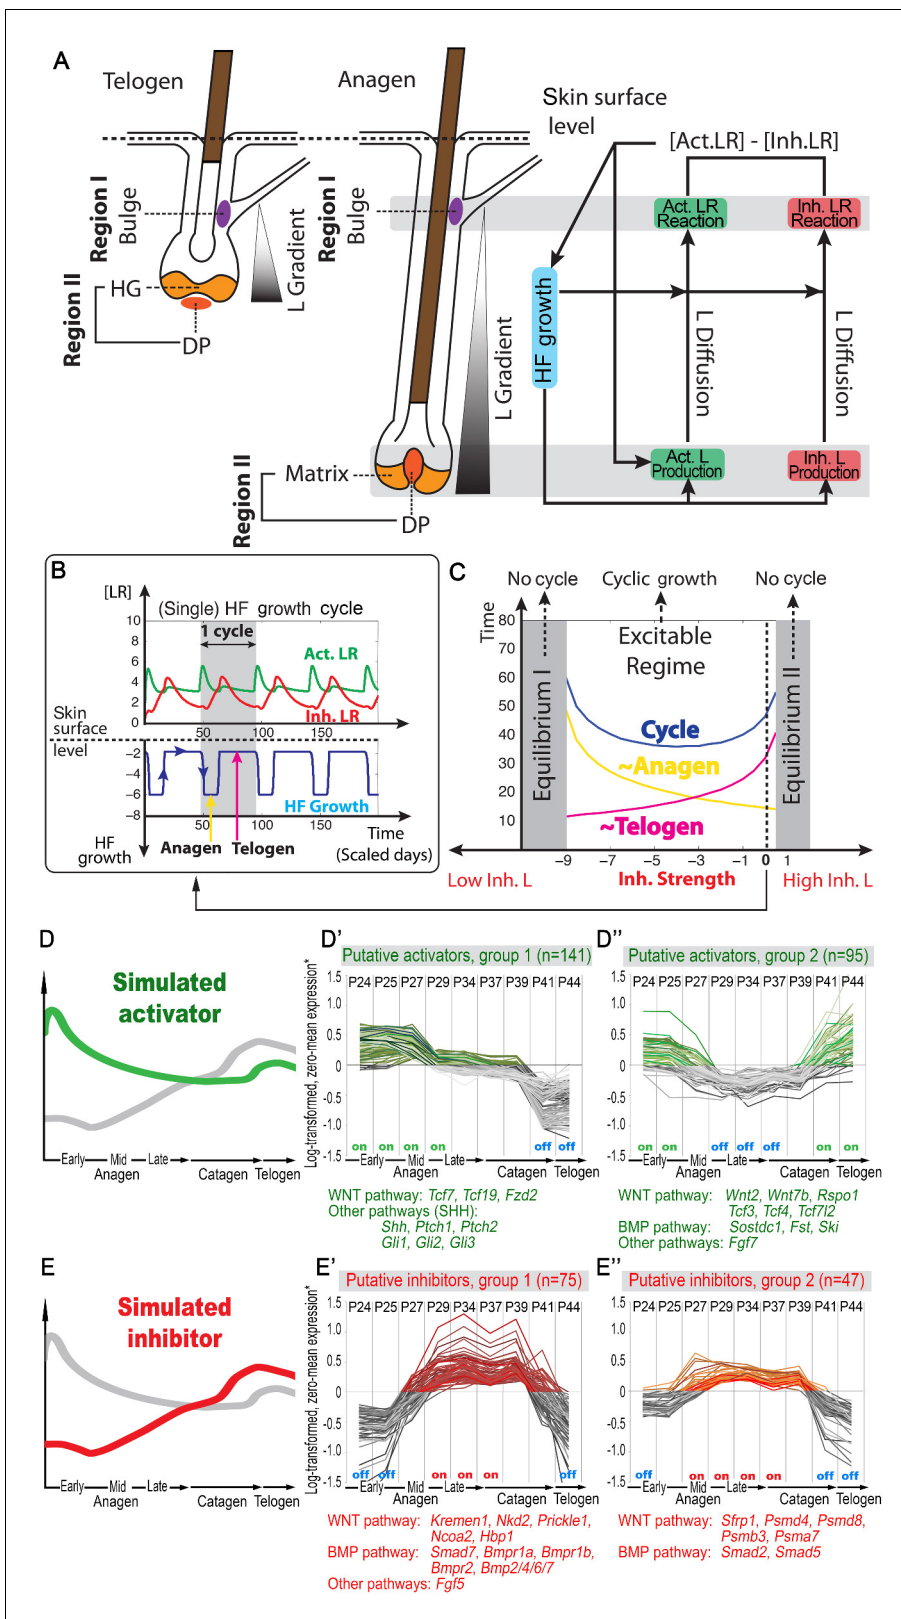 A
Telogen
Anagen
Skin surface
level
[Act.LR] - [Inh.LR]
Region I
Bulge
Region I
Bulge
Act. LR
Reaction
Inh. LR
Reaction
L Gradient
Region II
HG
DP
HF growth
L Diffusion
L Diffusion
L Gradient
Region II
Matrix
DP
Act. L
Production
Inh. L
Production
B
[LR]
(Single) HF growth cycle
1 cycle
10
8
6
4
2
0
Act. LR
Inh. LR
50
100
150
Skin surface
level
−2
−4
−6
−8
HF Growth
50
100
150
Time
(Scaled days)
Anagen
Telogen
HF
growth
C
No cycle
Cyclic growth
No cycle
Time
80
70
60
50
40
30
20
10
Equilibrium I
Excitable
Regime
Equilibrium II
Cycle
~Anagen
~Telogen
−9
−7
−5
−3
−1
0
1
Low Inh. L
Inh. Strength
High Inh. L
D
Simulated
activator
Early
Mid
Late
Anagen
Catagen
Telogen
D'
Putative activators, group 1 (n=141)
Log-transformed, zero-mean expression*
1.5
1.0
0.5
0
-0.5
-1.0
-1.5
P24 P25 P27 P29 P34 P37 P39 P41 P44
on on on on off off
Early
Mid
Late
Anagen
Catagen
Telogen
WNT pathway: Tcf7, Tcf19, Fzd2
Other pathways (SHH):
Shh, Ptch1, Ptch2
Gli1, Gli2, Gli3
D''
Putative activators, group 2 (n=95)
1.5
1.0
0.5
0
-0.5
-1.0
-1.5
P24 P25 P27 P29 P34 P37 P39 P41 P44
on on off off off on on
Early
Mid
Late
Anagen
Catagen
Telogen
WNT pathway: Wnt2, Wnt7b, Rspo1
Tcf3, Tcf4, Tcf7l2
BMP pathway: Sostdc1, Fst, Ski
Other pathways: Fgf7
E
Simulated
inhibitor
Early
Mid
Late
Anagen
Catagen
Telogen
E'
Putative inhibitors, group 1 (n=75)
Log-transformed, zero-mean expression*
1.5
1.0
0.5
0
-0.5
-1.0
-1.5
P24 P25 P27 P29 P34 P37 P39 P41 P44
off off on on on off
Early
Mid
Late
Anagen
Catagen
Telogen
WNT pathway: Kremen1, Nkd2, Prickle1,
Ncoa2, Hbp1
BMP pathway: Smad7, Bmpr1a, Bmpr1b,
Bmpr2, Bmp2/4/6/7
Other pathways: Fgf5
E''
Putative inhibitors, group 2 (n=47)
1.5
1.0
0.5
0
-0.5
-1.0
-1.5
P24 P25 P27 P29 P34 P37 P39 P41 P44
off on on on on off off
Early
Mid
Late
Anagen
Catagen
Telogen
WNT pathway: Sfrp1, Psmd4, Psmd8,
Psmb3, Psma7
BMP pathway: Smad2, Smad5